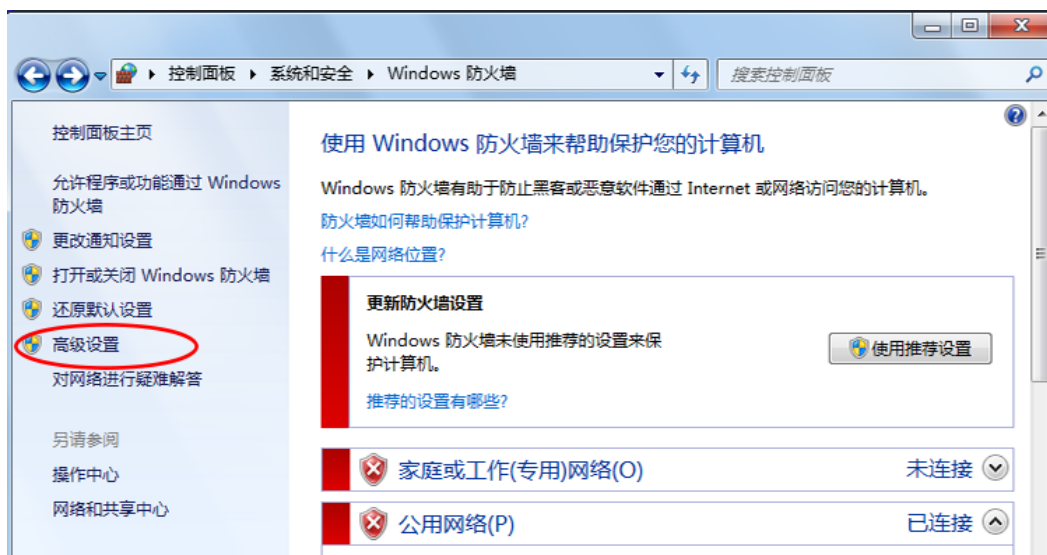 控制面板 ▸ 系统和安全 ▸ Windows 防火墙
搜索控制面板
控制面板主页
允许程序或功能通过 Windows
防火墙
更改通知设置
打开或关闭 Windows 防火墙
还原默认设置
高级设置
对网络进行疑难解答
另请参阅
操作中心
网络和共享中心
使用 Windows 防火墙来帮助保护您的计算机
Windows 防火墙有助于防止黑客或恶意软件通过 Internet 或网络访问您的计算机。
防火墙如何帮助保护计算机?
什么是网络位置?
更新防火墙设置
Windows 防火墙未使用推荐的设置来保
护计算机。
使用推荐设置
推荐的设置有哪些?
家庭或工作(专用)网络(O)
未连接
公用网络(P)
已连接